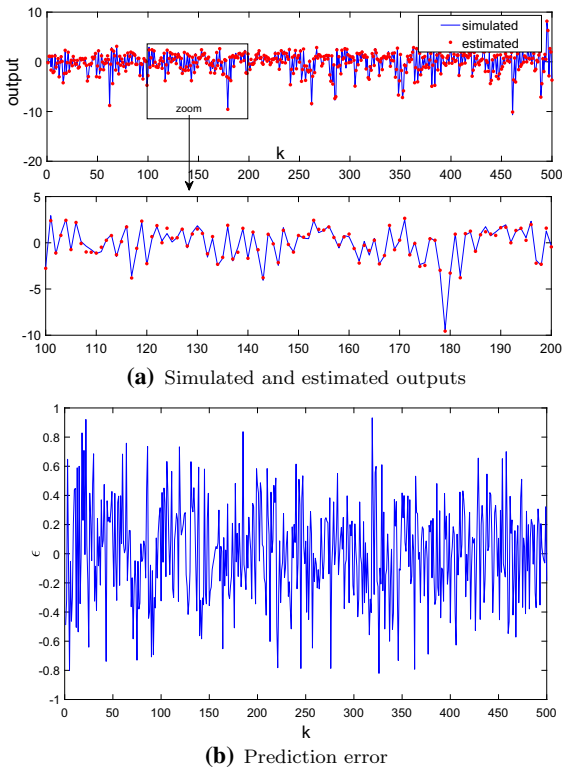 10
0
-10
-20
output
simulated
estimated
zoom
k
0 50 100 150 200 250 300 350 400 450 500
5
0
-5
-10
100 110 120 130 140 150 160 170 180 190 200
(a) Simulated and estimated outputs
1
0.8
0.6
0.4
0.2
0
-0.2
-0.4
-0.6
-0.8
-1
ϵ
0 50 100 150 200 250 300 350 400 450 500
k
(b) Prediction error